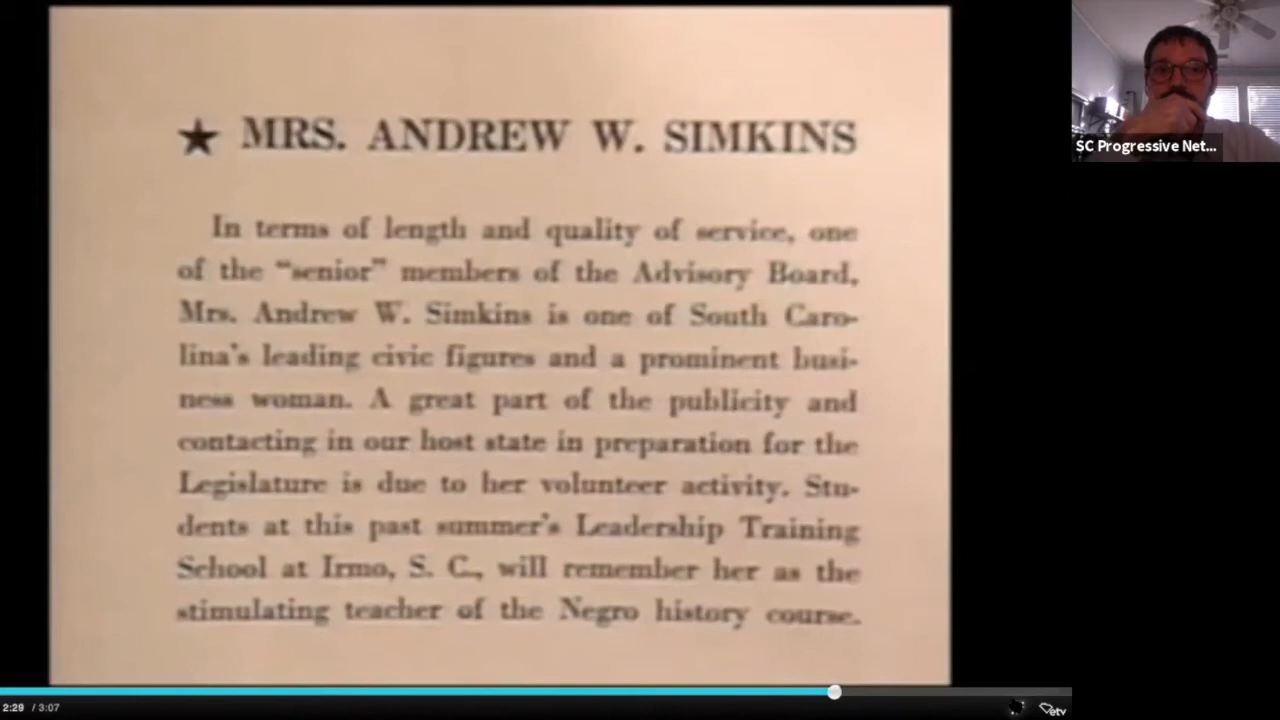 ★ MRS. ANDREW W. SIMKINS
In terms of length and quality of service, one
of the “senior” members of the Advisory Board,
Mrs. Andrew W. Simkins is one of South Caro-
lina’s leading civic figures and a prominent busi-
ness woman. A great part of the publicity and
contacting in our host state in preparation for the
Legislature is due to her volunteer activity. Stu-
dents at this past summer’s Leadership Training
School at Irmo, S. C., will remember her as the
stimulating teacher of the Negro history course.
SC Progressive Net...
2:29 / 3:07
etv